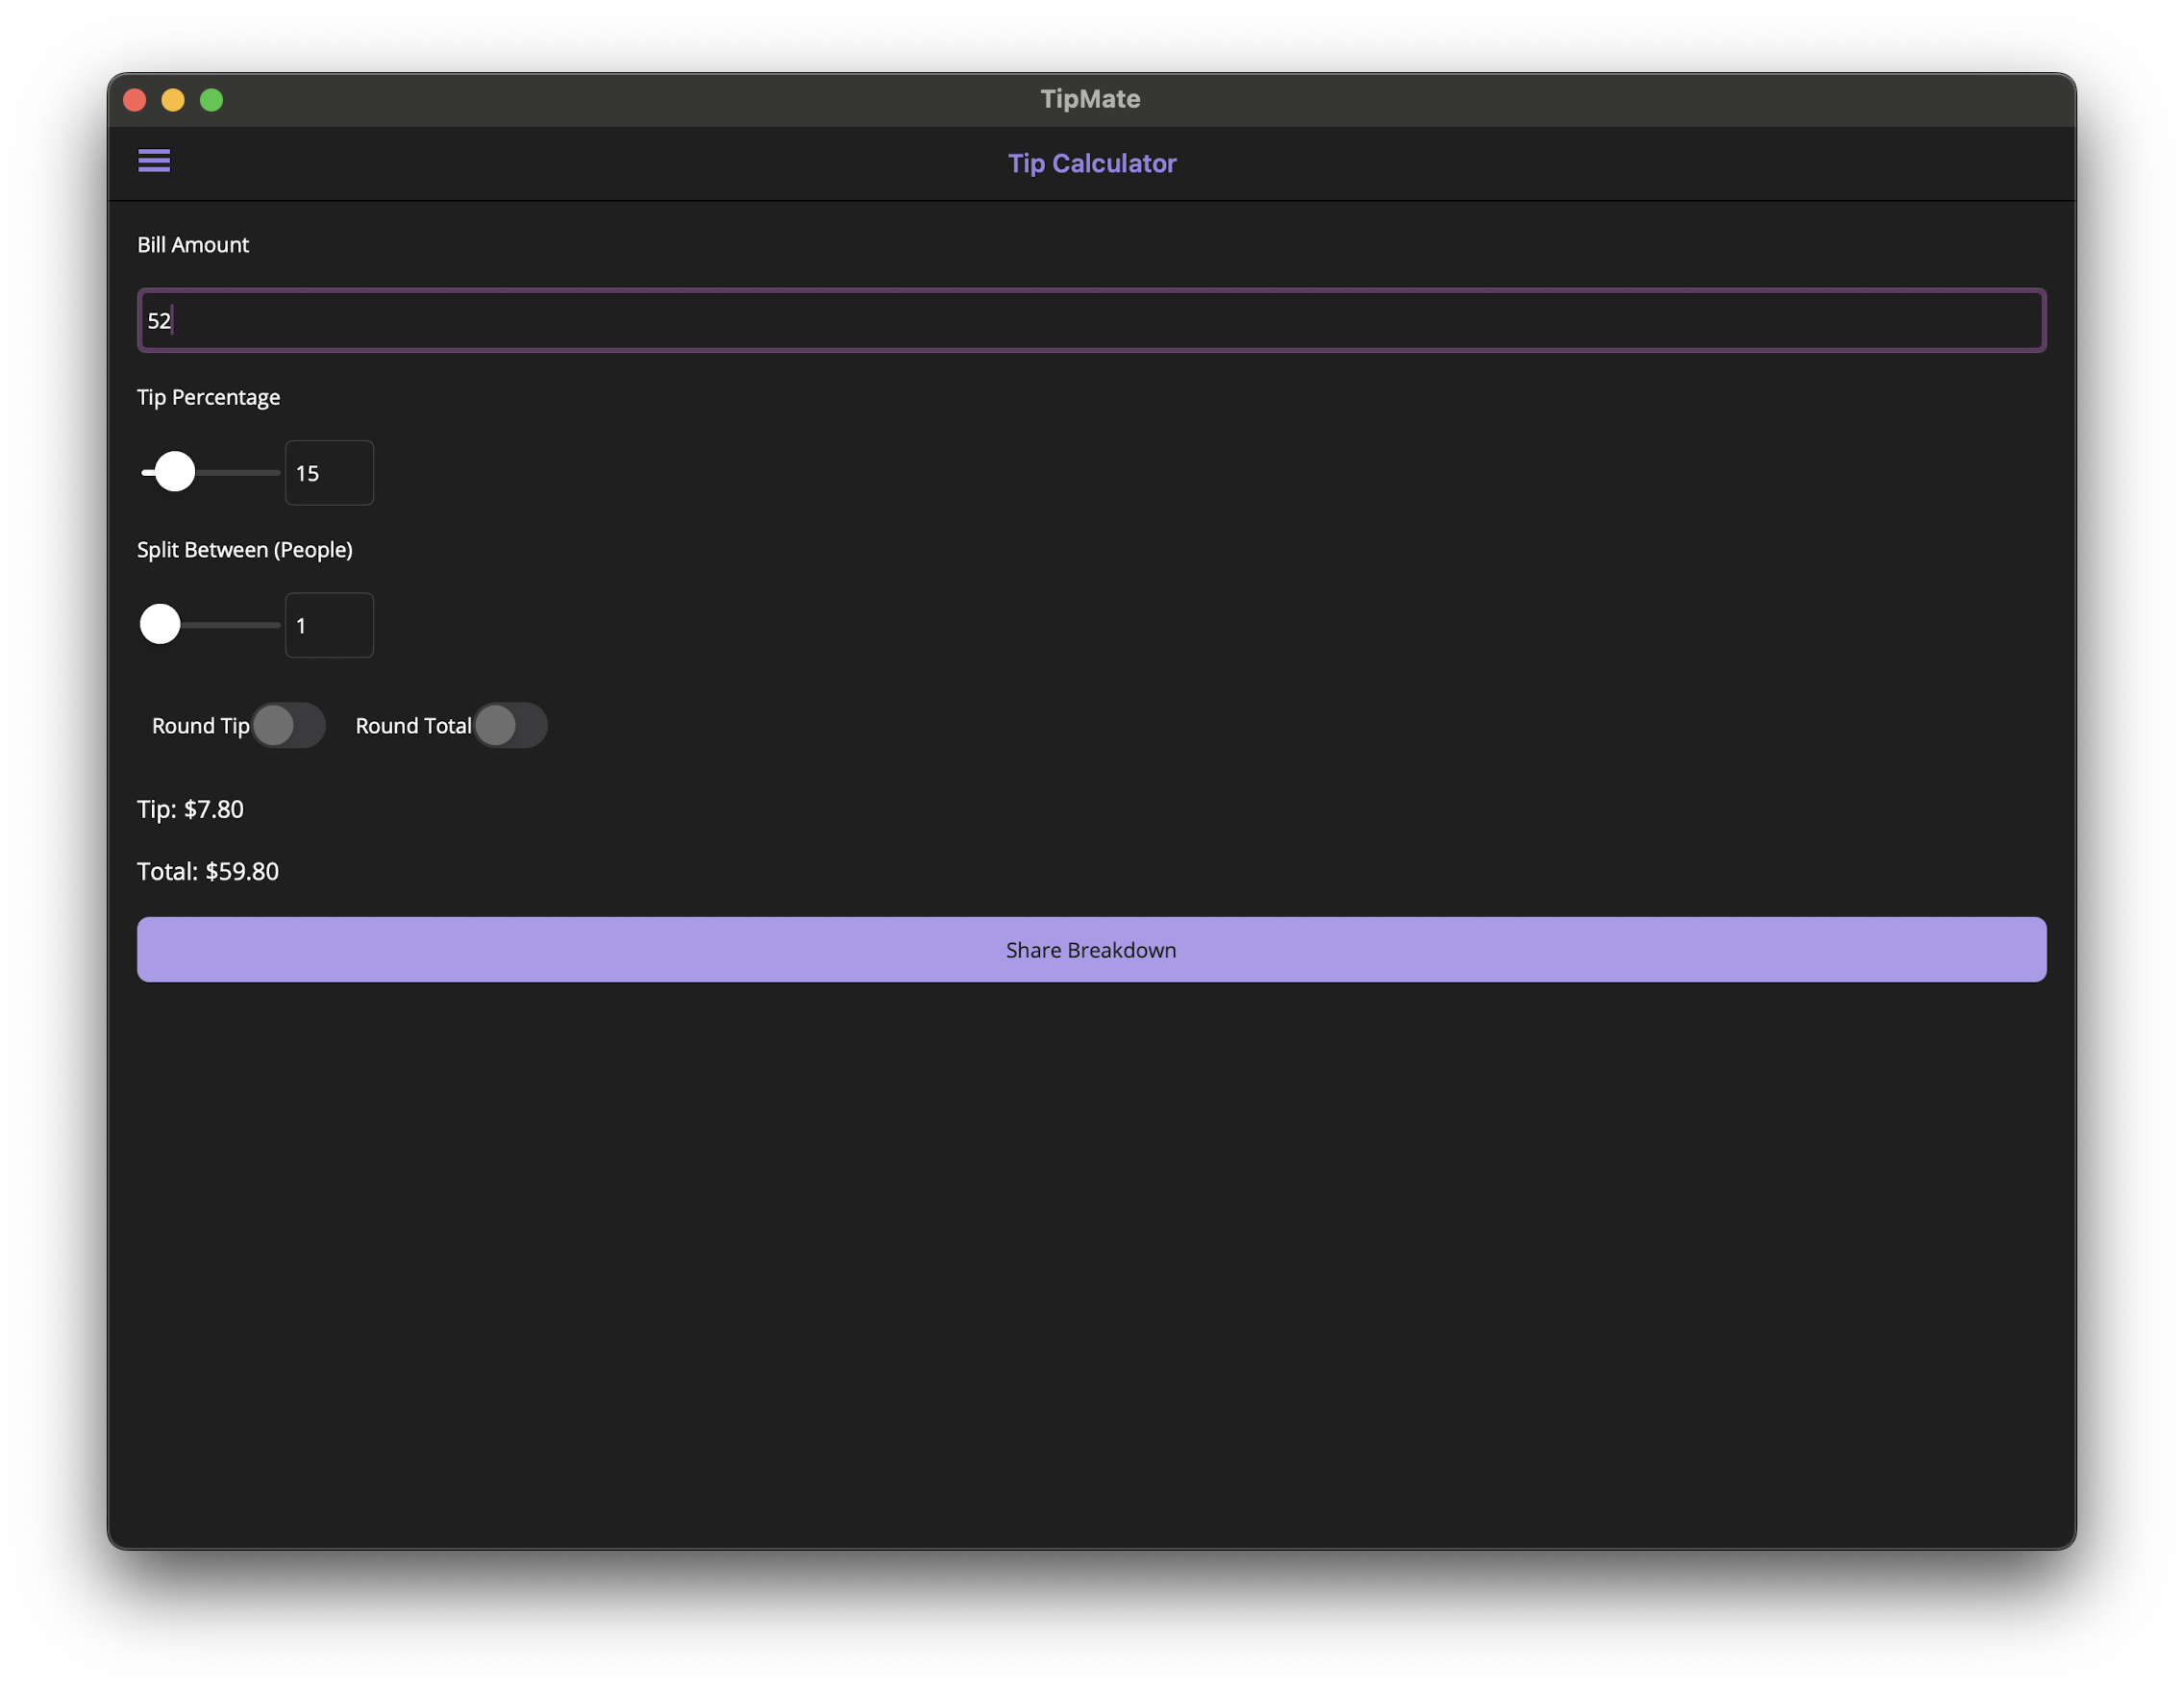 TipMate
Tip Calculator
Bill Amount
52
Tip Percentage
15
Split Between (People)
1
Round Tip Round Total
Tip: $7.80
Total: $59.80
Share Breakdown